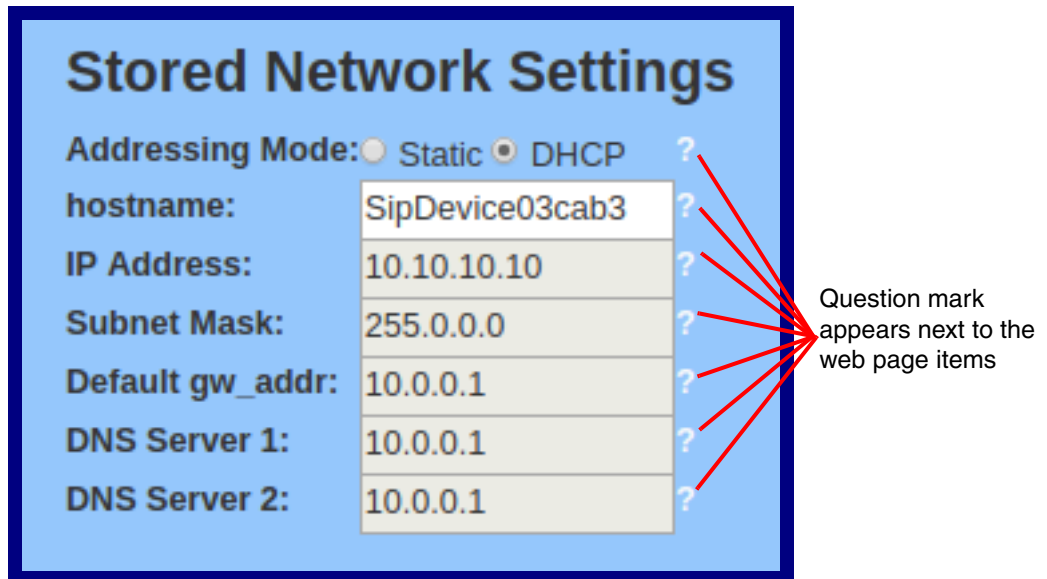 Stored Network Settings
Addressing Mode: Static DHCP ?
hostname: SipDevice03cab3 ?
IP Address: 10.10.10.10 ?
Subnet Mask: 255.0.0.0 ?
Default gw_addr: 10.0.0.1 ?
DNS Server 1: 10.0.0.1 ?
DNS Server 2: 10.0.0.1 ?
Question mark
appears next to the
web page items